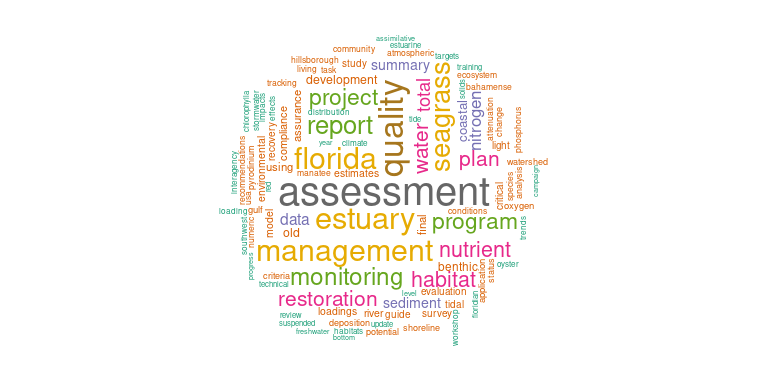 assimilative
estuarine
community
atmospheric
hillsborough
targets
living task study summary training
ecosystem
tracking development bahamense
chlorophylla
stormwater
impacts
effects
assurance
project
quality
total
seagrass
solids
coastal
nitrogen
attenuation
change
phosphorus
distribution
report
tide
water
light
year climate
compliance
recovery
florida
plan
watershed
interagency
recommendations
usa
pyrodinium
environmental
red
using
manatee estimates
campaign
analysis
species
critical
assessment
oxygen
loading gulf
data
estuary
conditions
program
final
trends
southwest
numeric
model
old
management
nutrient
progress
benthic
oyster
criteria
technical
monitoring
habitat
application
status
level evaluation
restoration
sediment tidal
floridian
review
loadings river guide survey
workshop
suspended
deposition update
shoreline
freshwater habitats potential
bottom